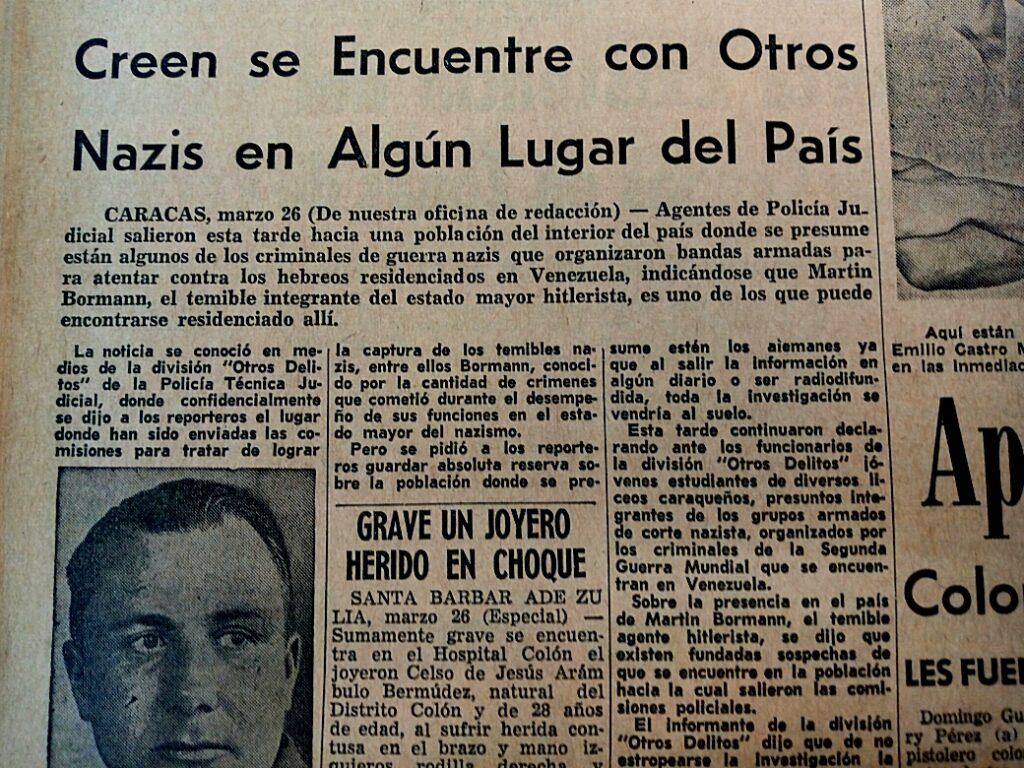 Creen se Encuentre con Otros
Nazis en Algún Lugar del País
CARACAS, marzo 26 (De nuestra oficina de redacción) — Agentes de Policía Ju-
dicial salieron esta tarde hacia una población del interior del país donde se presume
están algunos de los criminales de guerra nazis que organizaron bandas armadas pa-
ra atentar contra los hebreos residenciados en Venezuela, indicándose que Martin
Bormann, el temible integrante del estado mayor hitlerista, es uno de los que puede
encontrarse residenciado allí.
La noticia se conoció en me-
dios de la división "Otros Deli-
tos" de la Policía Técnica Ju-
dicial, donde confidencialmente
se dijo a los reporteros el lugar
donde han sido enviadas las co-
misiones para tratar de lograr
la captura de los temibles na-
zis, entre ellos Bormann, conoci-
do por la cantidad de crimenes
que cometió durante el desempe-
ño de sus funciones en el esta-
do mayor del nazismo.
Pero se pidió a los reporte-
ros guardar absoluta reserva so-
bre la población donde se pre-
sume estén los alemanes ya
que al salir la información en
algún diario o ser radiodifun-
dida, toda la investigación se
vendría al suelo.
Esta tarde continuaron decla-
rando ante los funcionarios de
la división "Otros Delitos" jó-
venes estudiantes de diversos li-
ceos caraqueños, presuntos inte-
grantes de los grupos armados
de corte nazista, organizados por
los criminales de la Segunda
Guerra Mundial que se encuen-
tran en Venezuela.
Sobre la presencia en el país
de Martin Bormann, el temible
agente hitlerista, se dijo que
existen fundadas sospechas de
que se encuentre en la población
hacia la cual salieron las comi-
siones policiales.
El informante de la división
"Otros Delitos" dijo que de no
estropearse la investigación la
GRAVE UN JOYERO
HERIDO EN CHOQUE
SANTA BARBAR ADE ZU
LIA, marzo 26 (Especial) —
Sumamente grave se encuen-
tra en el Hospital Colón el
joyeron Celso de Jesús Arám
bulo Bermúdez, natural del
Distrito Colón y de 28 años
de edad, al sufrir herida con-
tusa en el brazo y mano iz-
quieros, rodilla derecha y
Aquí están
Emilio Castro M
en las inmediac
Ap
Colo
LES FUE
Domingo Gu
ry Pérez (a)
pistolero colo